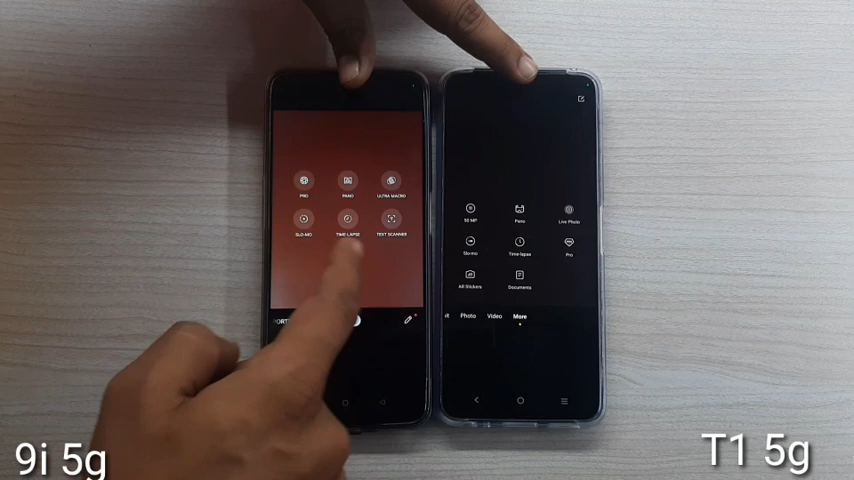 PRO PANO ULTRA MACRO
SLO-MO TIME-LAPSE TEXT SCANNER
PORT
50 MP Pano Live Photo
Slo-mo Time-lapse Pro
AR Stickers Documents
Photo Video More
9i 5g
T1 5g